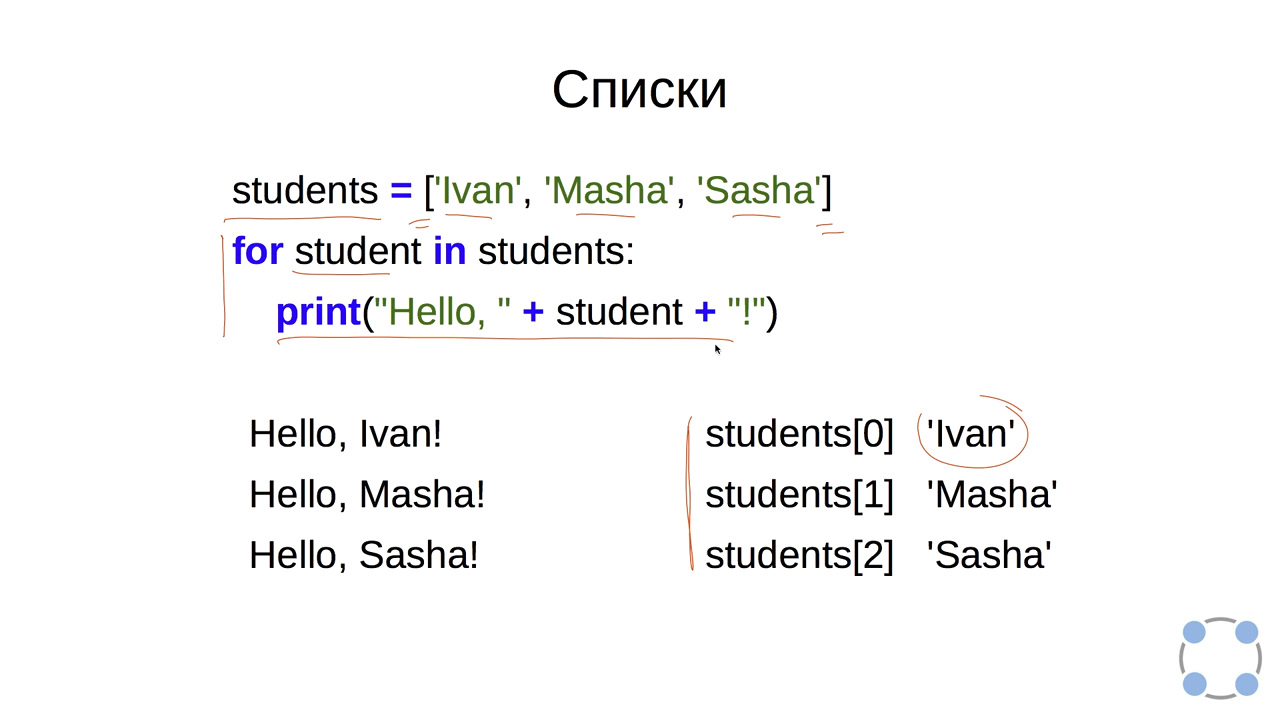 Списки
students = ['Ivan', 'Masha', 'Sasha']
for student in students:
print("Hello, " + student + "!")
Hello, Ivan!
Hello, Masha!
Hello, Sasha!
students[0] 'Ivan'
students[1] 'Masha'
students[2] 'Sasha'